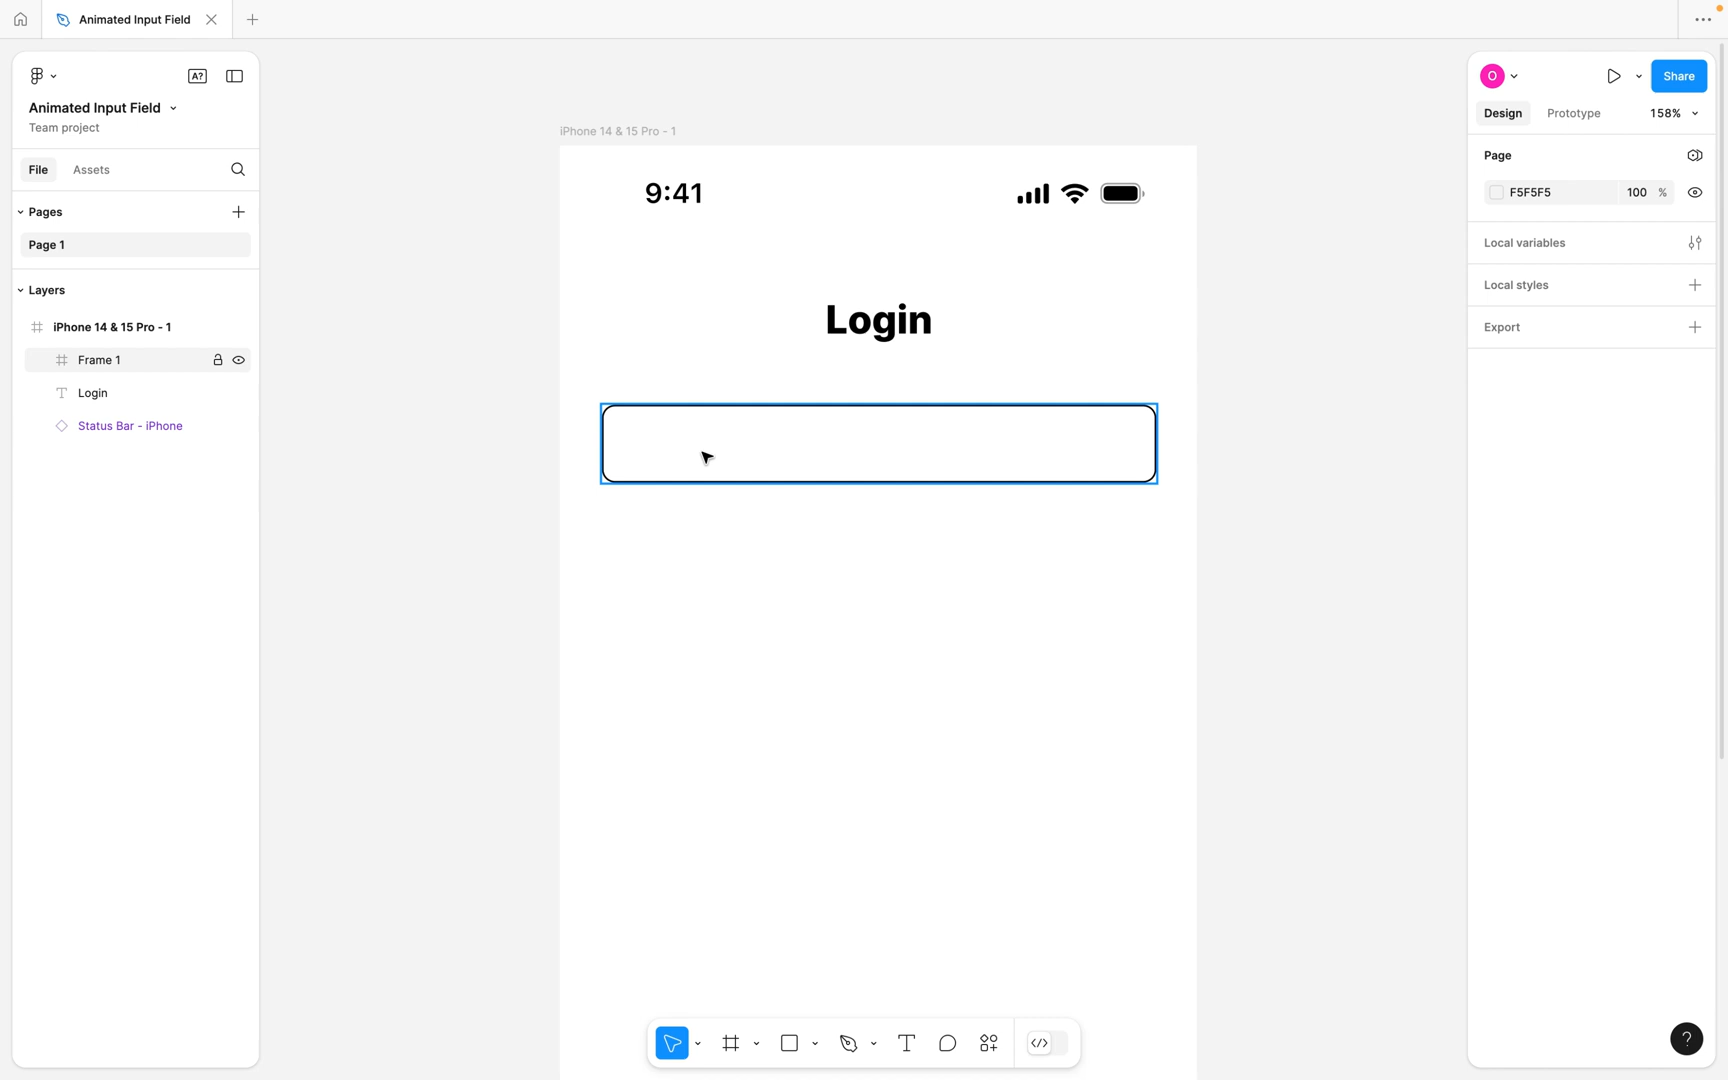 Animated Input Field
A?
Animated Input Field
Team project
File
Assets
Pages
Page 1
Layers
iPhone 14 & 15 Pro - 1
Frame 1
Login
Status Bar - iPhone
iPhone 14 & 15 Pro - 1
9:41
Login
O
Share
Design
Prototype
158%
Page
F5F5F5
100
%
Local variables
Local styles
Export
?